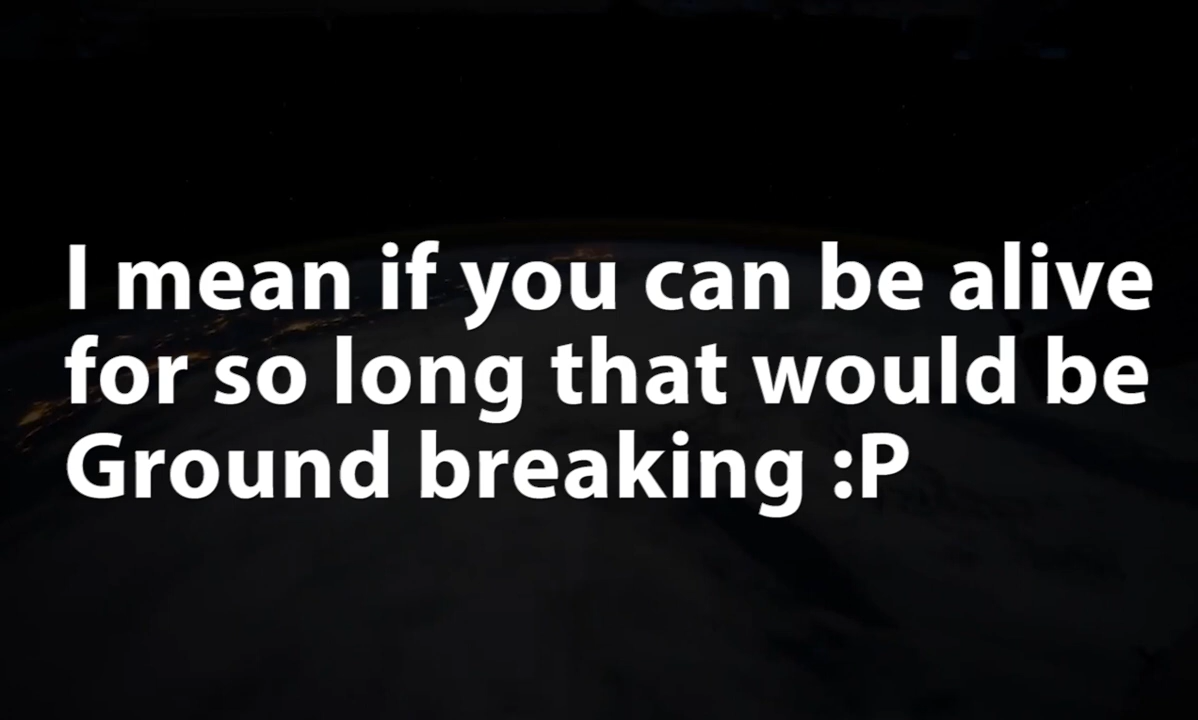 I mean if you can be alive
for so long that would be
Ground breaking :P